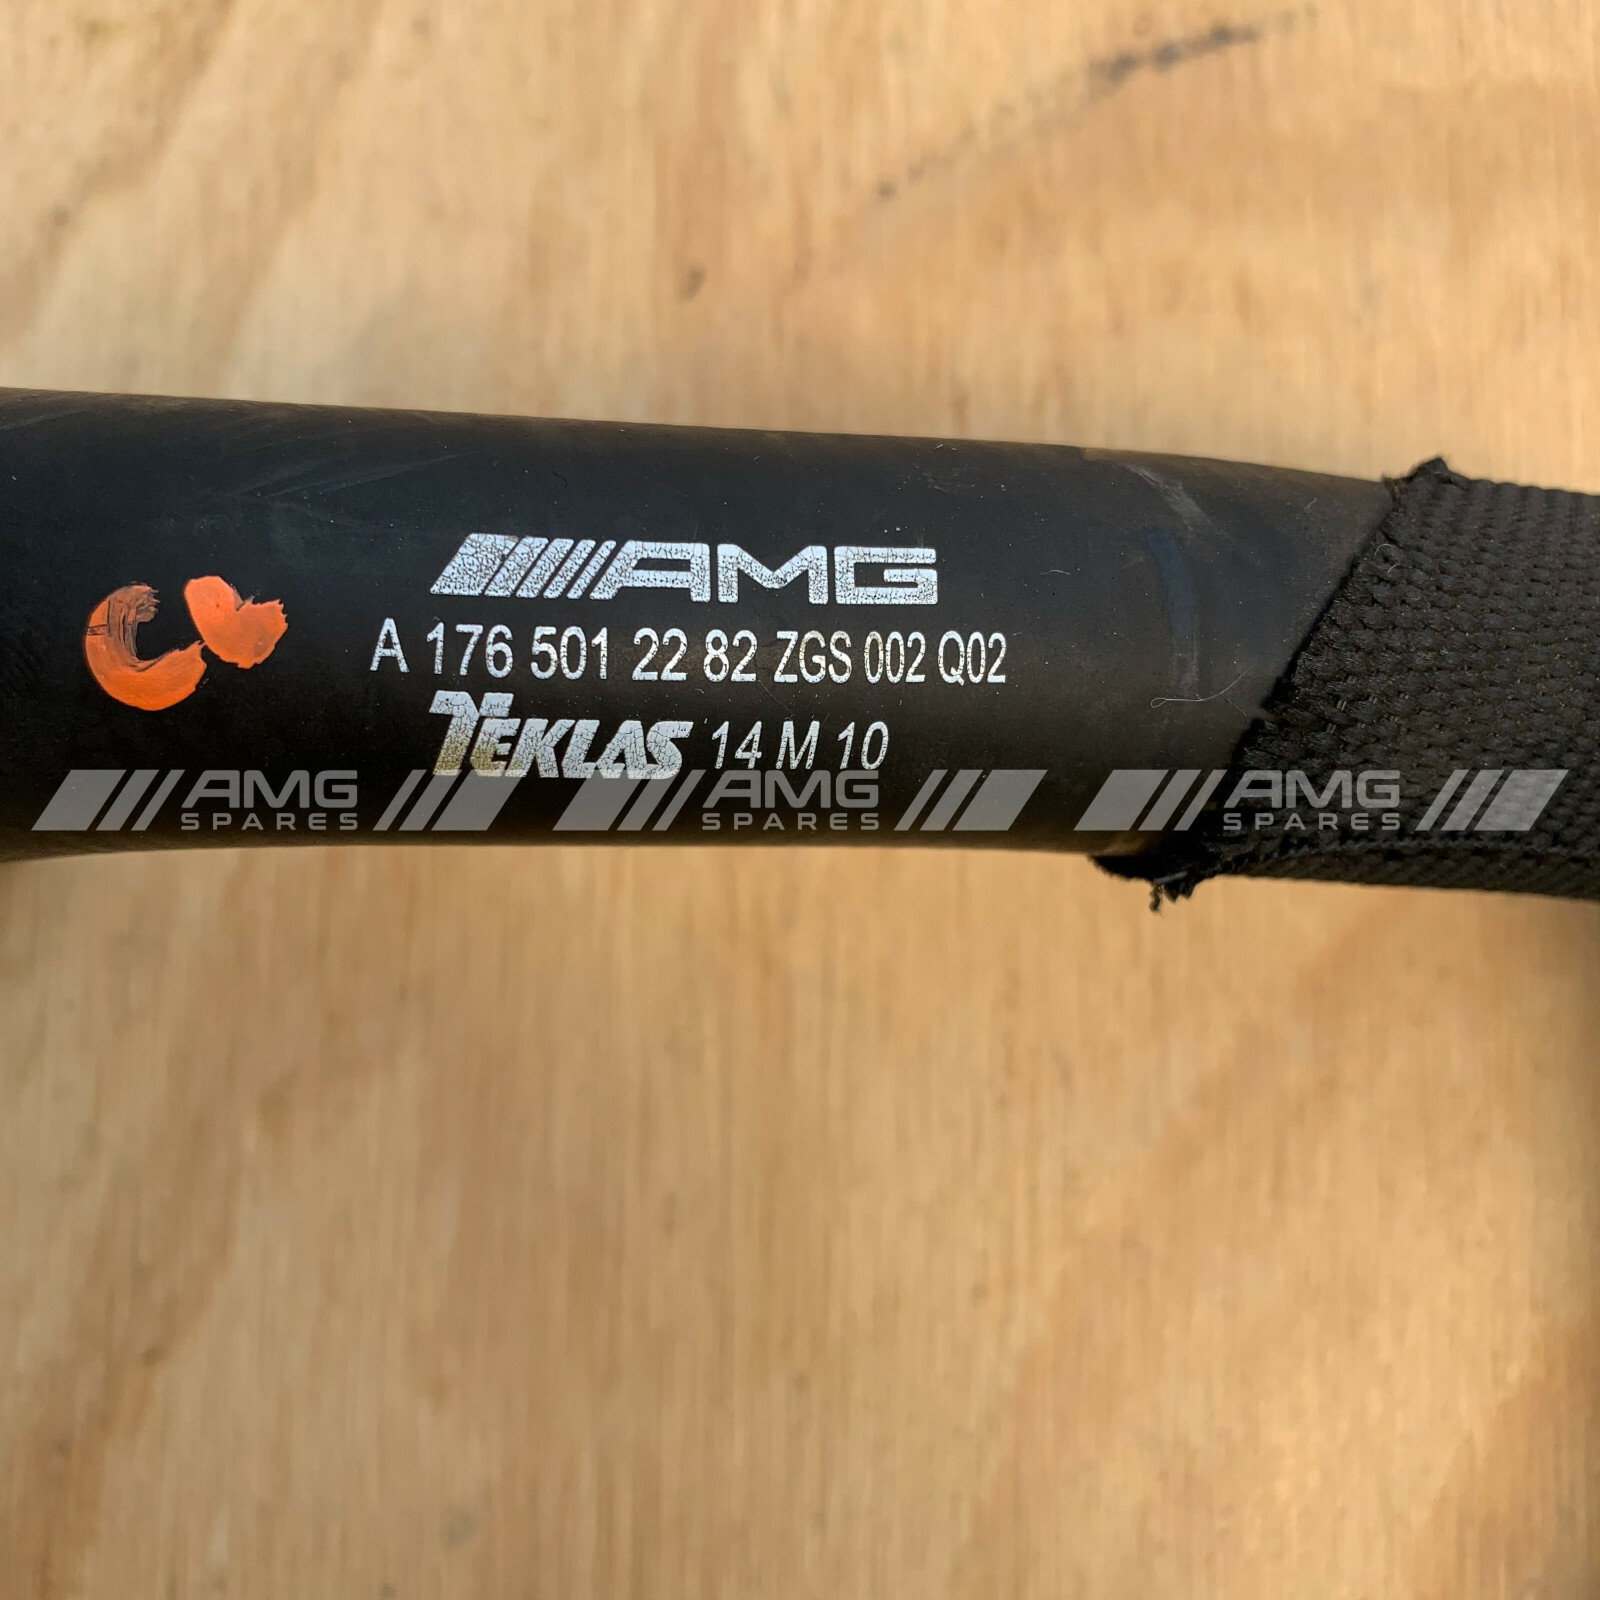 AMG
A 176 501 22 82 ZGS 002 Q02
TEKLAS 14 M 10
AMG SPARES AMG SPARES AMG SPARES